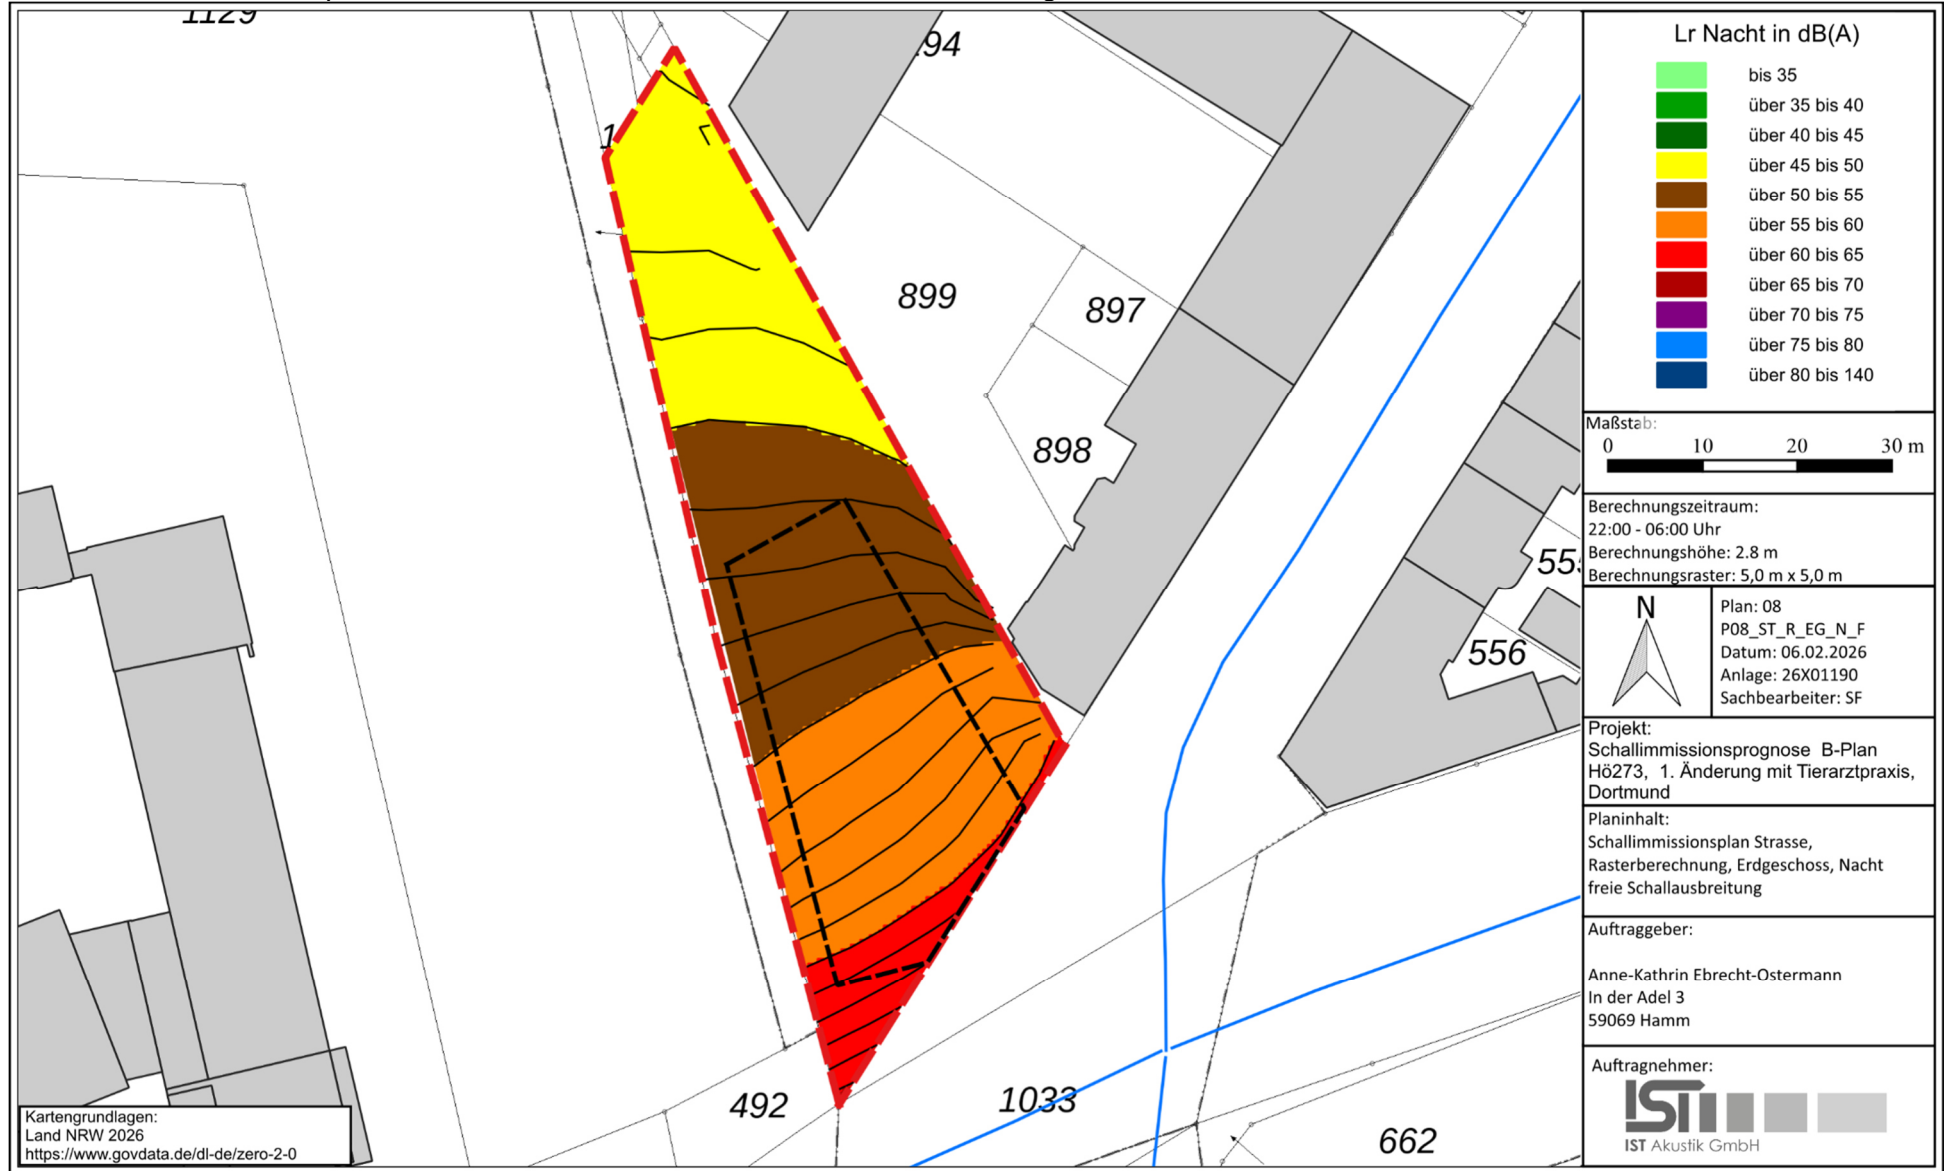 1129
94
1
899
897
898
555
556
492
1033
662
Kartengrundlagen:
Land NRW 2026
https://www.govdata.de/dl-de/zero-2-0
Lr Nacht in dB(A)
bis 35
über 35 bis 40
über 40 bis 45
über 45 bis 50
über 50 bis 55
über 55 bis 60
über 60 bis 65
über 65 bis 70
über 70 bis 75
über 75 bis 80
über 80 bis 140
Maßstab:
0 10 20 30 m
Berechnungszeitraum:
22:00 - 06:00 Uhr
Berechnungshöhe: 2.8 m
Berechnungsraster: 5,0 m x 5,0 m
N
Plan: 08
P08_ST_R_EG_N_F
Datum: 06.02.2026
Anlage: 26X01190
Sachbearbeiter: SF
Projekt:
Schallimmissionsprognose B-Plan
Hö273, 1. Änderung mit Tierarztpraxis,
Dortmund
Planinhalt:
Schallimmissionsplan Strasse,
Rasterberechnung, Erdgeschoss, Nacht
freie Schallausbreitung
Auftraggeber:
Anne-Kathrin Ebrecht-Ostermann
In der Adel 3
59069 Hamm
Auftragnehmer:
IST
IST Akustik GmbH